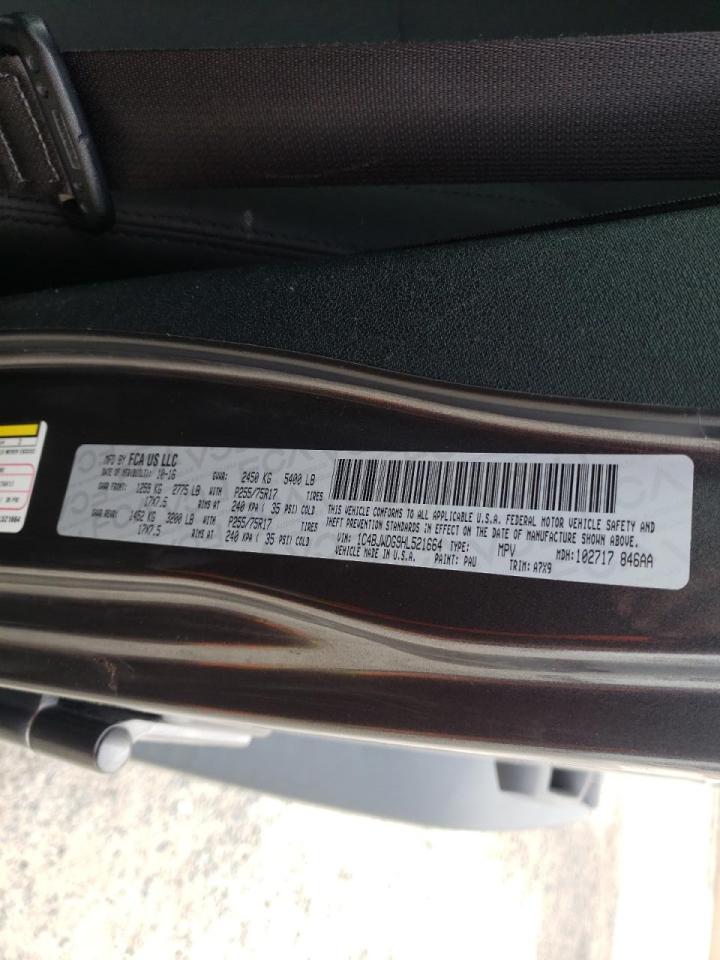 MFD BY FCA US LLC
DATE OF MFR(BUILT): 10-16 GVWR: 2450 KG 5400 LB
GAWR FRONT: 1259 KG 2775 LB WITH P255/75R17 TIRES
17X7.5 RIMS AT 240 KPA ( 35 PSI) COLD
GAWR REAR: 1452 KG 3200 LB WITH P255/75R17 TIRES
17X7.5 RIMS AT 240 KPA ( 35 PSI) COLD
THIS VEHICLE CONFORMS TO ALL APPLICABLE U.S.A. FEDERAL MOTOR VEHICLE SAFETY AND
THEFT PREVENTION STANDARDS IN EFFECT ON THE DATE OF MANUFACTURE SHOWN ABOVE.
VIN: 1C4BJWDG9HL521664 TYPE: MPV MDH:102717 846AA
VEHICLE MADE IN U.S.A. PAINT: PAU TRIM: A7X9